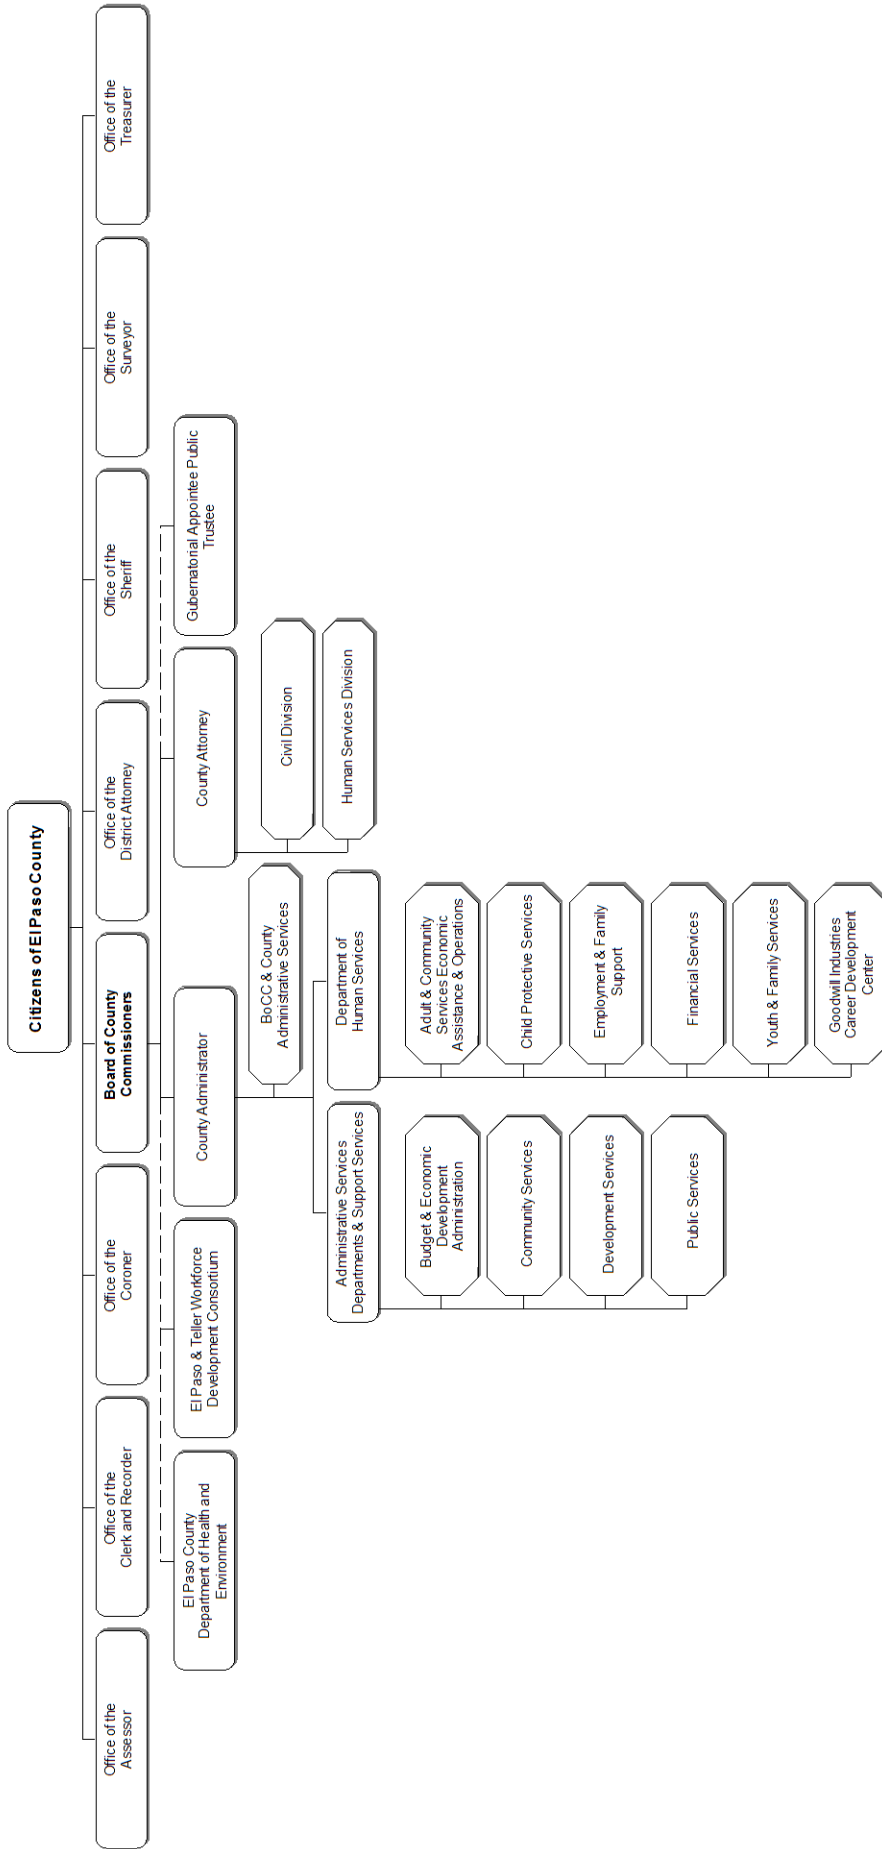 Citizens of El Paso County
Office of the
Assessor
Office of the
Clerk and Recorder
Office of the
Coroner
Board of County
Commissioners
Office of the
District Attorney
Office of the
Sheriff
Office of the
Surveyor
Office of the
Treasurer
El Paso County
Department of Health and
Environment
El Paso & Teller Workforce
Development Consortium
County Administrator
County Attorney
Gubernatorial Appointee Public
Trustee
BoCC & County
Administrative Services
Civil Division
Human Services Division
Administrative Services
Departments & Support Services
Department of
Human Services
Budget & Economic
Development
Administration
Community Services
Development Services
Public Services
Adult & Community
Services Economic
Assistance & Operations
Child Protective Services
Employment & Family
Support
Financial Services
Youth & Family Services
Goodwill Industries
Career Development
Center